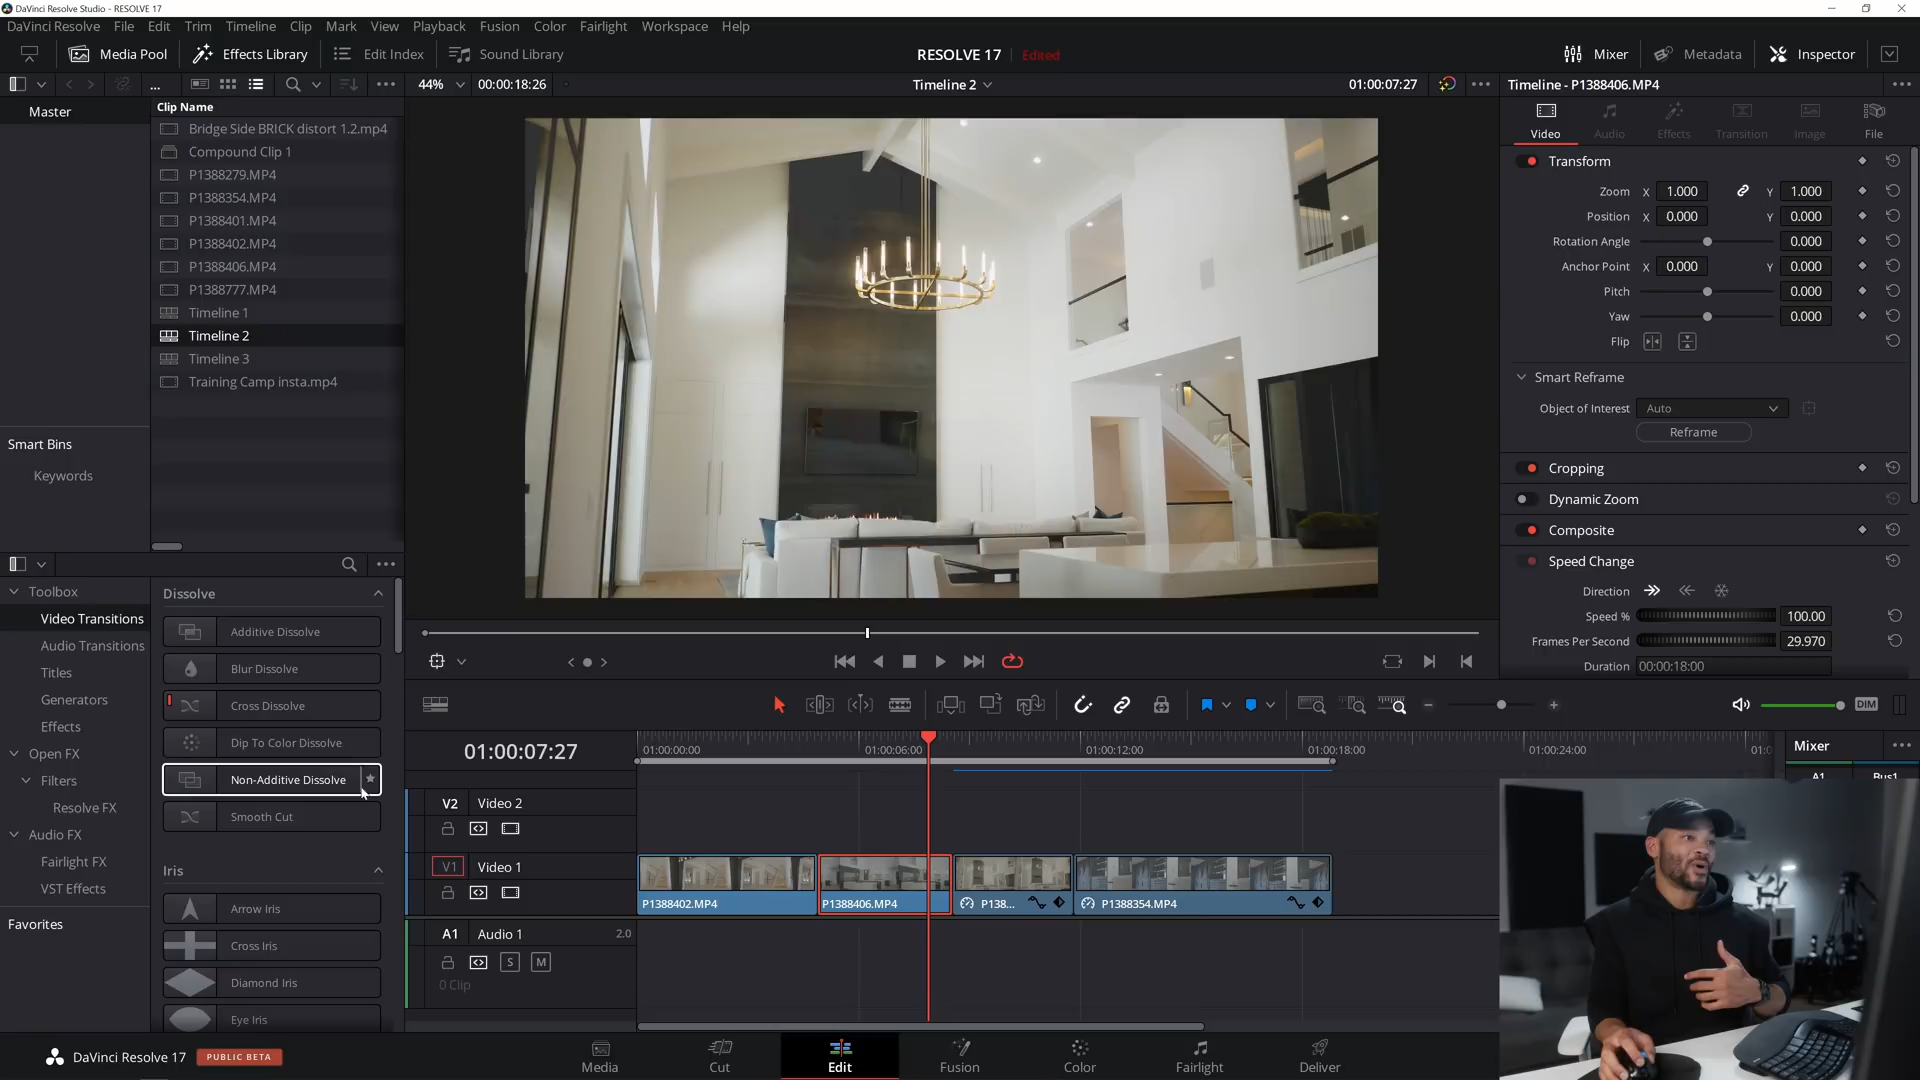 DaVinci Resolve Studio - RESOLVE 17
DaVinci Resolve File Edit Trim Timeline Clip Mark View Playback Fusion Color Fairlight Workspace Help
Media Pool Effects Library Edit Index Sound Library RESOLVE 17 Edited Mixer Metadata Inspector
44% 00:00:18:26 Timeline 2 01:00:07:27 Timeline - P1388406.MP4
Master
Clip Name
Bridge Side BRICK distort 1.2.mp4
Compound Clip 1
P1388279.MP4
P1388354.MP4
P1388401.MP4
P1388402.MP4
P1388406.MP4
P1388777.MP4
Timeline 1
Timeline 2
Timeline 3
Training Camp insta.mp4
Smart Bins
Keywords
Video Audio Effects Transition Image File
Transform
Zoom X 1.000 Y 1.000
Position X 0.000 Y 0.000
Rotation Angle 0.000
Anchor Point X 0.000 Y 0.000
Pitch 0.000
Yaw 0.000
Flip
Smart Reframe
Object of Interest Auto
Reframe
Cropping
Dynamic Zoom
Composite
Speed Change
Direction
Speed % 100.00
Frames Per Second 29.970
Duration 00:00:18:00
Toolbox
Video Transitions
Audio Transitions
Titles
Generators
Effects
Open FX
Filters
Resolve FX
Audio FX
Fairlight FX
VST Effects
Favorites
Dissolve
Additive Dissolve
Blur Dissolve
Cross Dissolve
Dip To Color Dissolve
Non-Additive Dissolve
Smooth Cut
Iris
Arrow Iris
Cross Iris
Diamond Iris
Eye Iris
DIM
01:00:07:27
01:00:00:00 01:00:06:00 01:00:12:00 01:00:18:00 01:00:24:00
Mixer
A1 Bus1
V2 Video 2
V1 Video 1
P1388402.MP4 P1388406.MP4 P138... P1388354.MP4
A1 Audio 1 2.0
S M
0 Clip
DaVinci Resolve 17 PUBLIC BETA
Media Cut Edit Fusion Color Fairlight Deliver